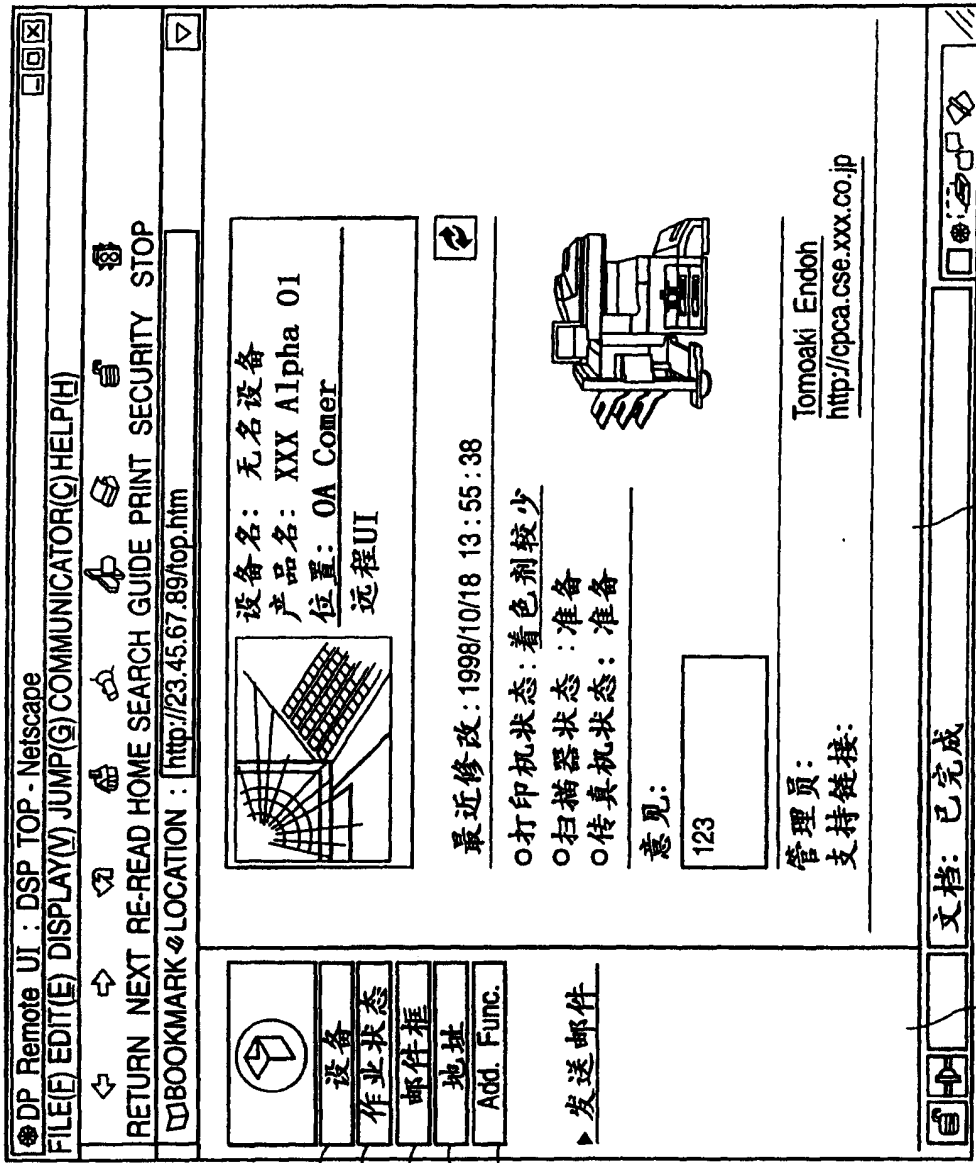 DP Remote UI : DSP TOP - Netscape
FILE(F) EDIT(E) DISPLAY(V) JUMP(G) COMMUNICATOR(C) HELP(H)
RETURN NEXT RE-READ HOME SEARCH GUIDE PRINT SECURITY STOP
BOOKMARK LOCATION : http://23.45.67.89/top.htm
设备
作业状态
邮件框
地址
Add. Func.
▶ 发送邮件
设备名: 无名设备
产品名: XXX Alpha 01
位置: OA Comer
远程UI
最近修改:1998/10/18 13:55:38
○打印机状态:着色剂较少
○扫描器状态:准备
○传真机状态:准备
意见:
123
管理员: Tomoaki Endoh
支持链接: http://cpca.cse.xxx.co.jp
文档: 已完成